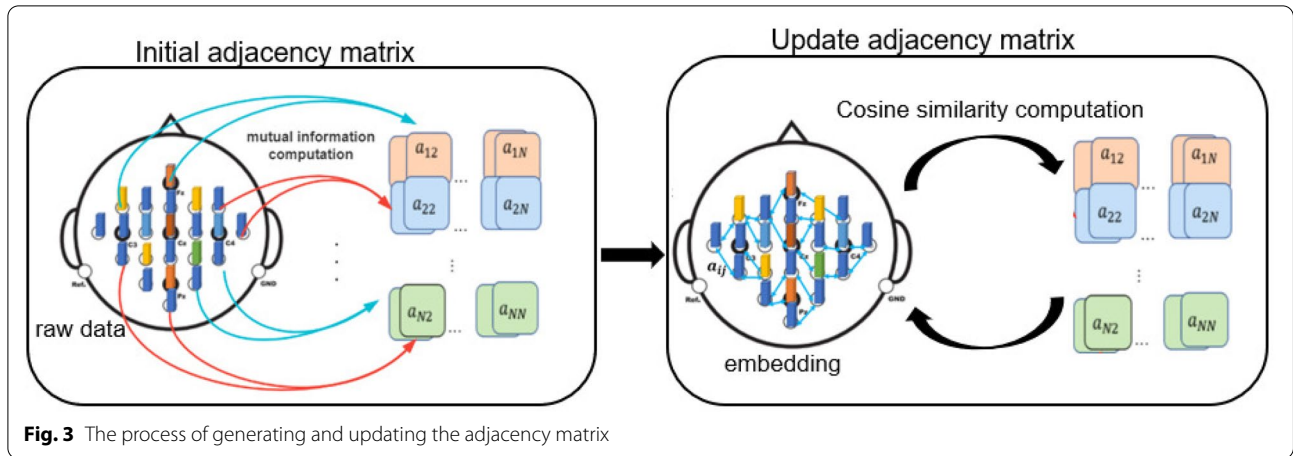 Initial adjacency matrix
mutual information
computation
Fz
C3
Cz
C4
Pz
Ref.
GND
raw data
a12
a1N
...
a22
a2N
...
⋮
aN2
aNN
...
Update adjacency matrix
Cosine similarity computation
Fz
C3
Cz
C4
Pz
aij
Ref.
GND
embedding
a12
a1N
...
a22
a2N
...
⋮
aN2
aNN
...
Fig. 3 The process of generating and updating the adjacency matrix